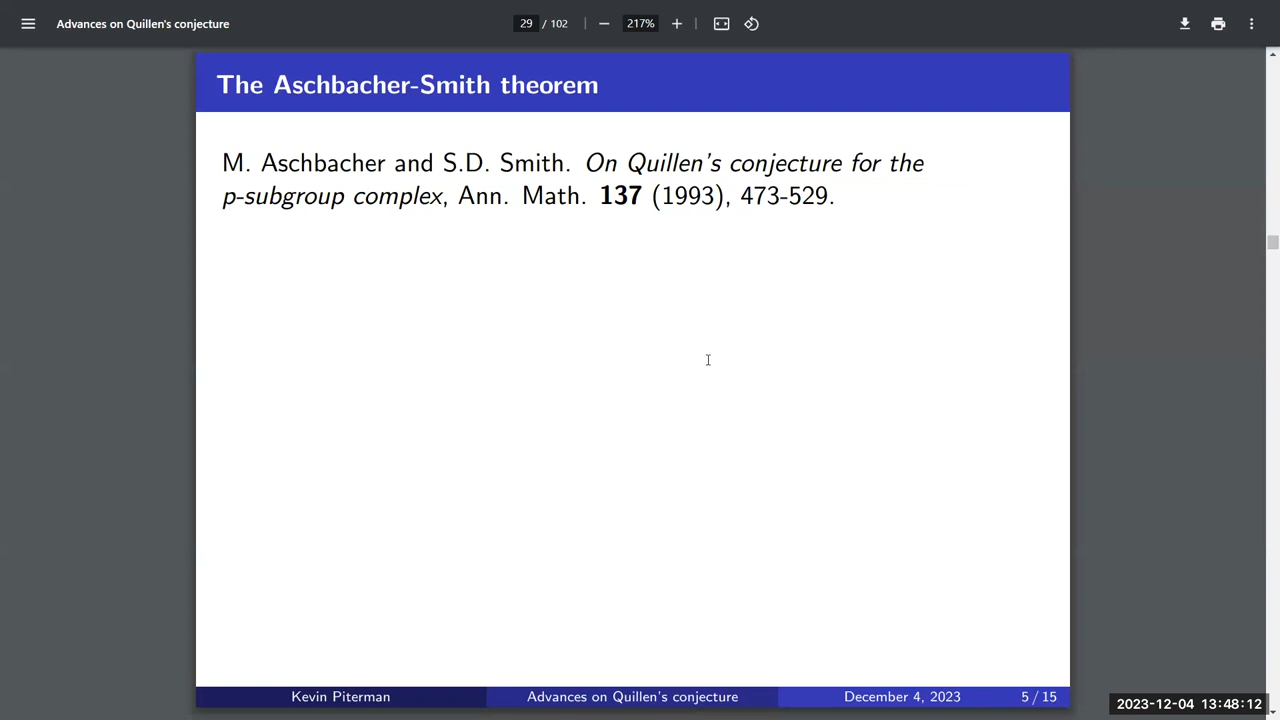 Advances on Quillen's conjecture
29 / 102
217%
The Aschbacher-Smith theorem
M. Aschbacher and S.D. Smith. On Quillen's conjecture for the
p-subgroup complex, Ann. Math. 137 (1993), 473-529.
Kevin Piterman
Advances on Quillen's conjecture
December 4, 2023
5 / 15
2023-12-04 13:48:12